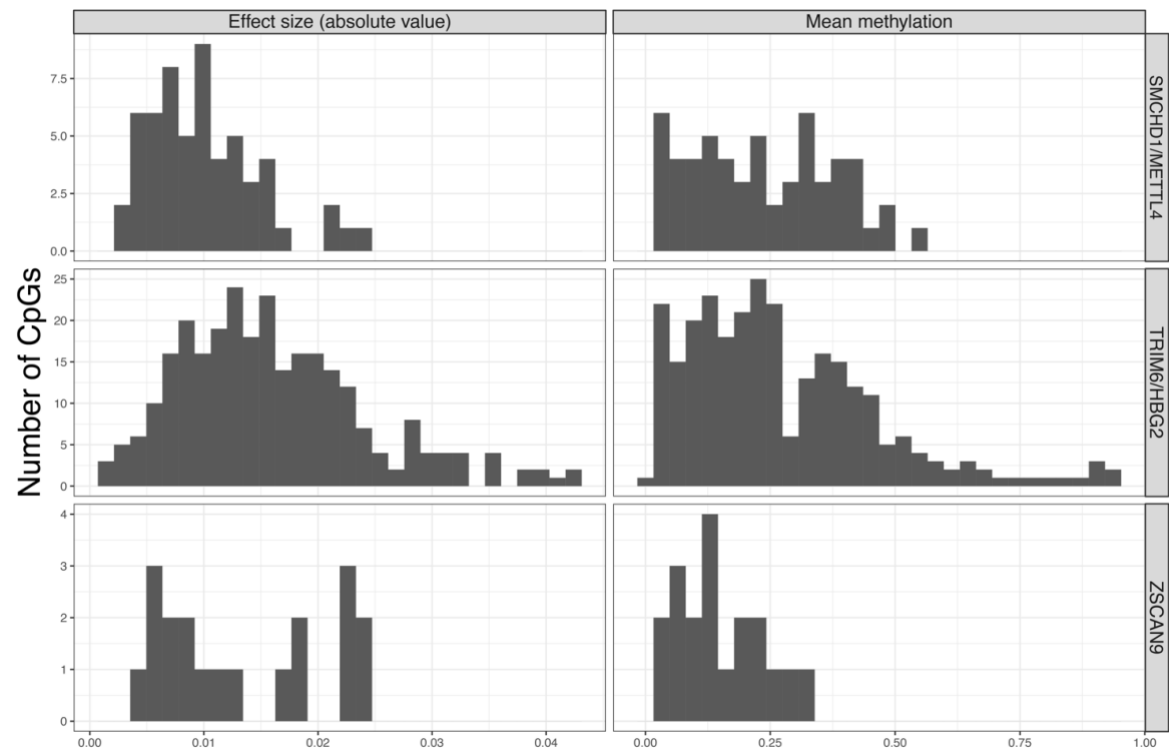 Effect size (absolute value)
Mean methylation
7.5
5.0
2.5
0.0
SMCHD1/METTL4
Number of CpGs
25
20
15
10
5
0
TRIM6/HBG2
4
3
2
1
0
ZSCAN9
0.00 0.01 0.02 0.03 0.04
0.00 0.25 0.50 0.75 1.00